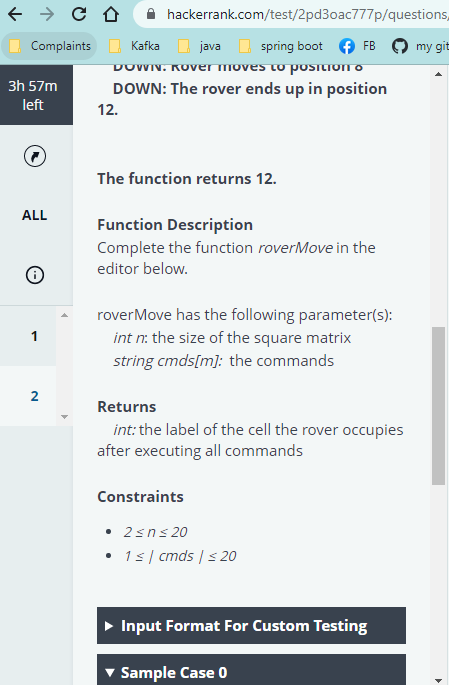 hackerrank.com/test/2pd3oac777p/questions/
Complaints Kafka java spring boot FB my git
3h 57m
left
ALL
1
2
DOWN: Rover moves to position 8
DOWN: The rover ends up in position
12.
The function returns 12.
Function Description
Complete the function roverMove in the
editor below.
roverMove has the following parameter(s):
int n: the size of the square matrix
string cmds[m]: the commands
Returns
int: the label of the cell the rover occupies
after executing all commands
Constraints
• 2 ≤ n ≤ 20
• 1 ≤ | cmds | ≤ 20
Input Format For Custom Testing
Sample Case 0